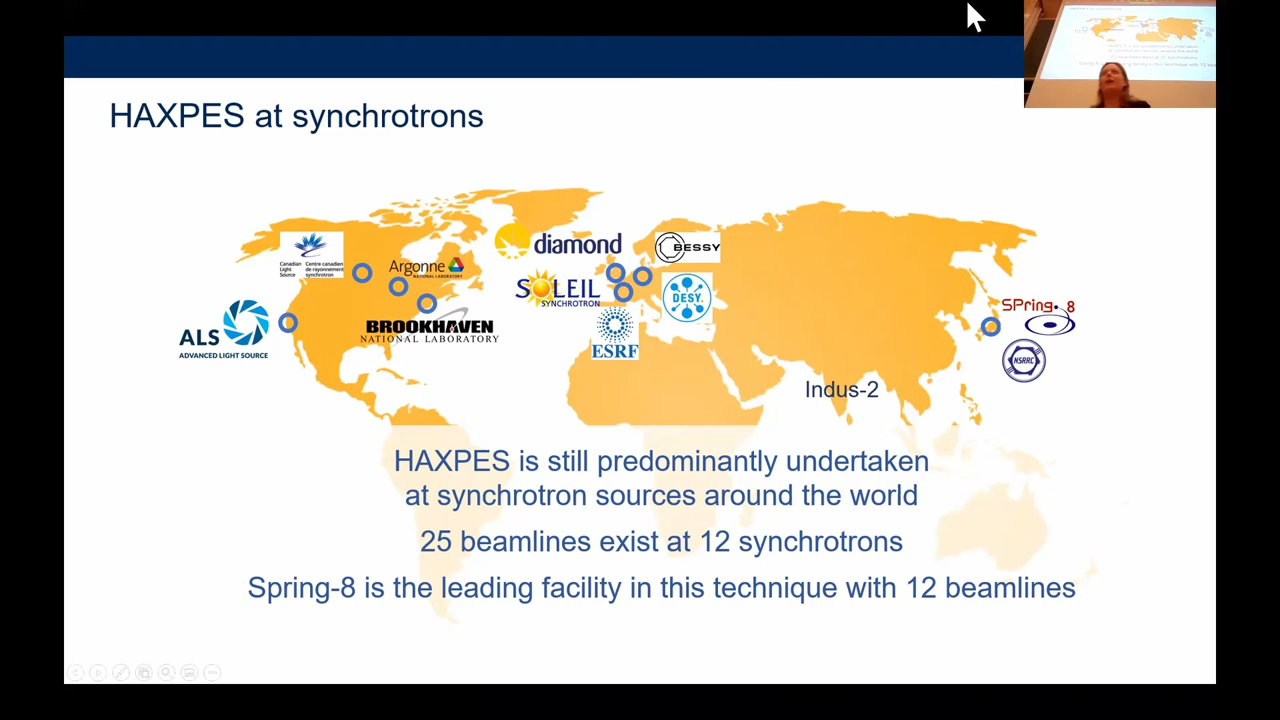 HAXPES at synchrotrons
Canadian Light Source
Centre canadien de rayonnement synchrotron
Argonne
NATIONAL LABORATORY
diamond
BESSY
SOLEIL
SYNCHROTRON
DESY.
ALS
ADVANCED LIGHT SOURCE
BROOKHAVEN
NATIONAL LABORATORY
ESRF
SPring-8
NSRRC
Indus-2
HAXPES is still predominantly undertaken
at synchrotron sources around the world
25 beamlines exist at 12 synchrotrons
Spring-8 is the leading facility in this technique with 12 beamlines